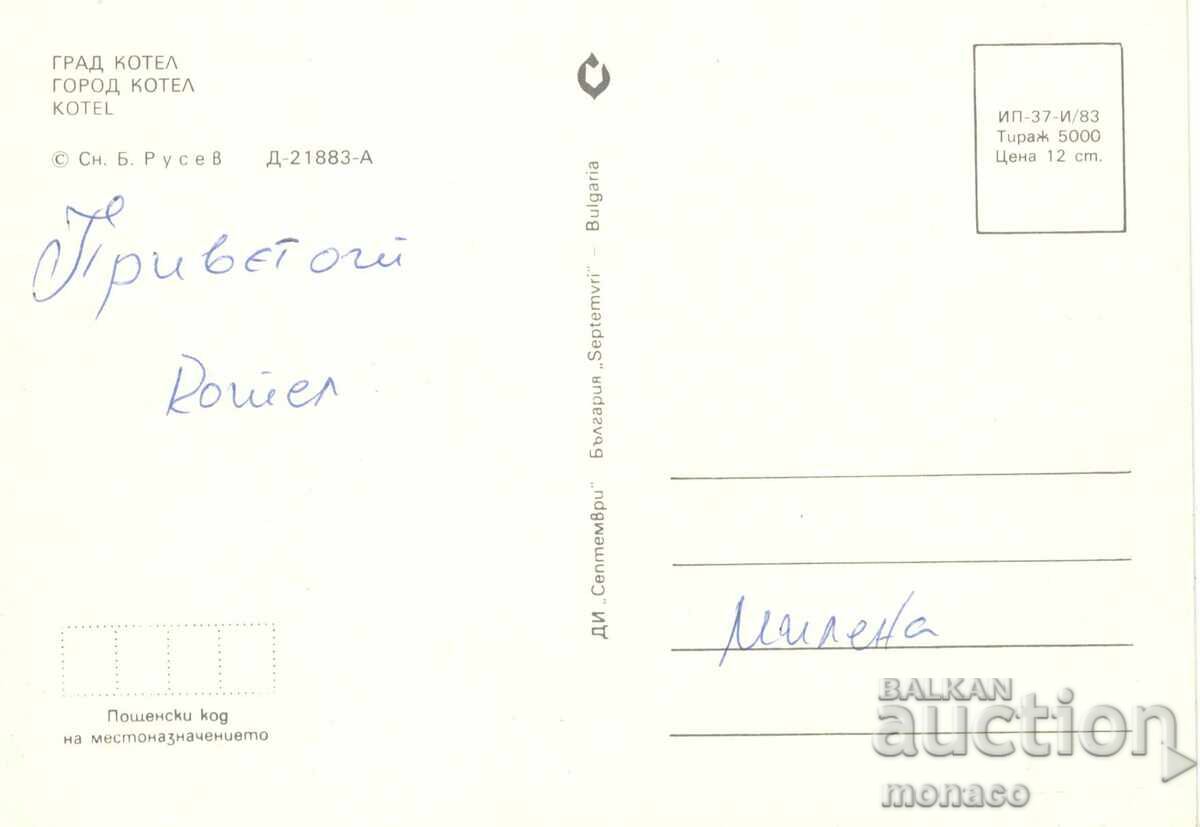 ГРАД КОТЕЛ
ГОРОД КОТЕЛ
KOTEL
© Сн. Б. Русев Д-21883-А
Привет от
Котел
Пощенски код
на местоназначението
ДИ „Септември" България „Septemvri" – Bulgaria
ИП-37-И/83
Тираж 5000
Цена 12 ст.
Милена
BALKAN
auction
monaco